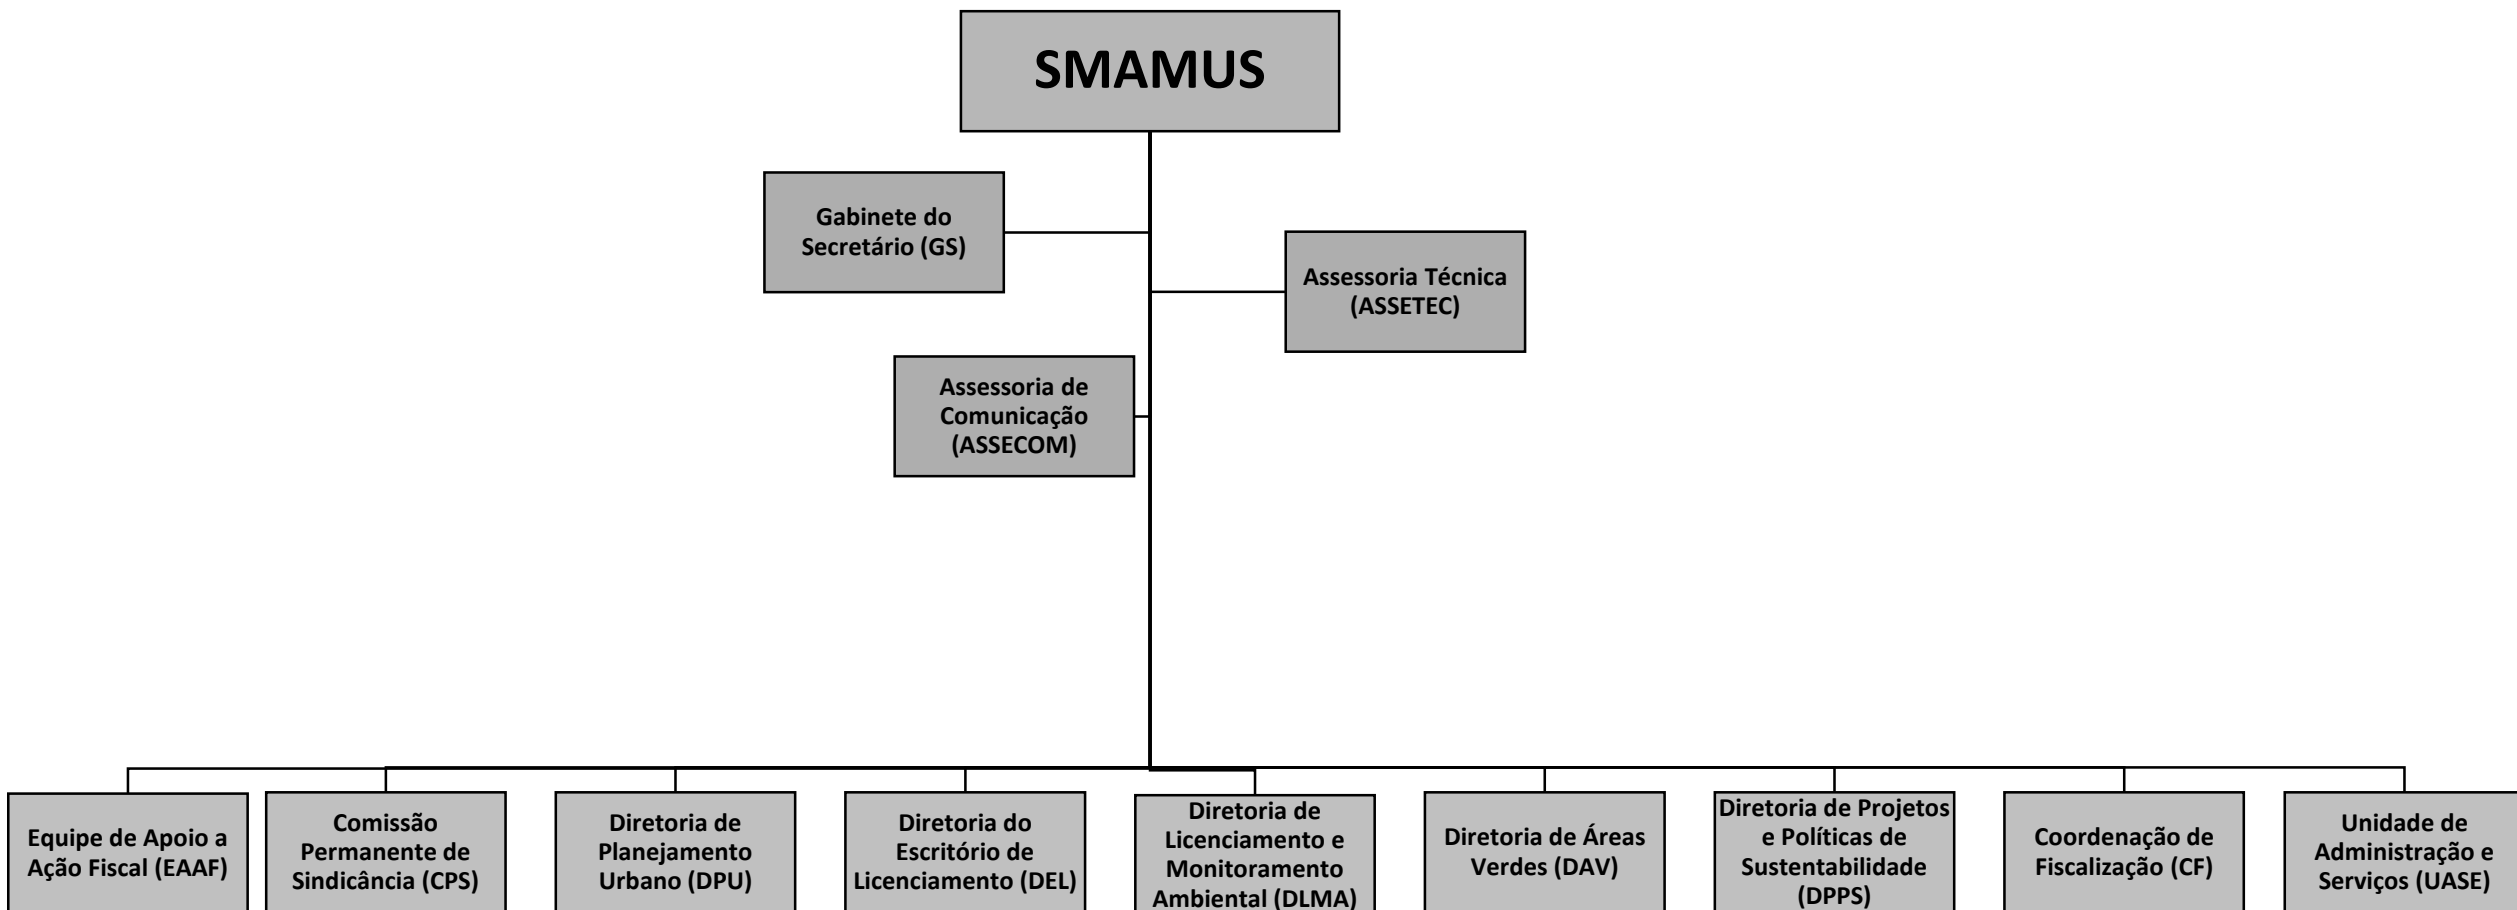 SMAMUS
Gabinete do
Secretário (GS)
Assessoria Técnica
(ASSETEC)
Assessoria de
Comunicação
(ASSECOM)
Equipe de Apoio a
Ação Fiscal (EAAF)
Comissão
Permanente de
Sindicância (CPS)
Diretoria de
Planejamento
Urbano (DPU)
Diretoria do
Escritório de
Licenciamento (DEL)
Diretoria de
Licenciamento e
Monitoramento
Ambiental (DLMA)
Diretoria de Áreas
Verdes (DAV)
Diretoria de Projetos
e Políticas de
Sustentabilidade
(DPPS)
Coordenação de
Fiscalização (CF)
Unidade de
Administração e
Serviços (UASE)